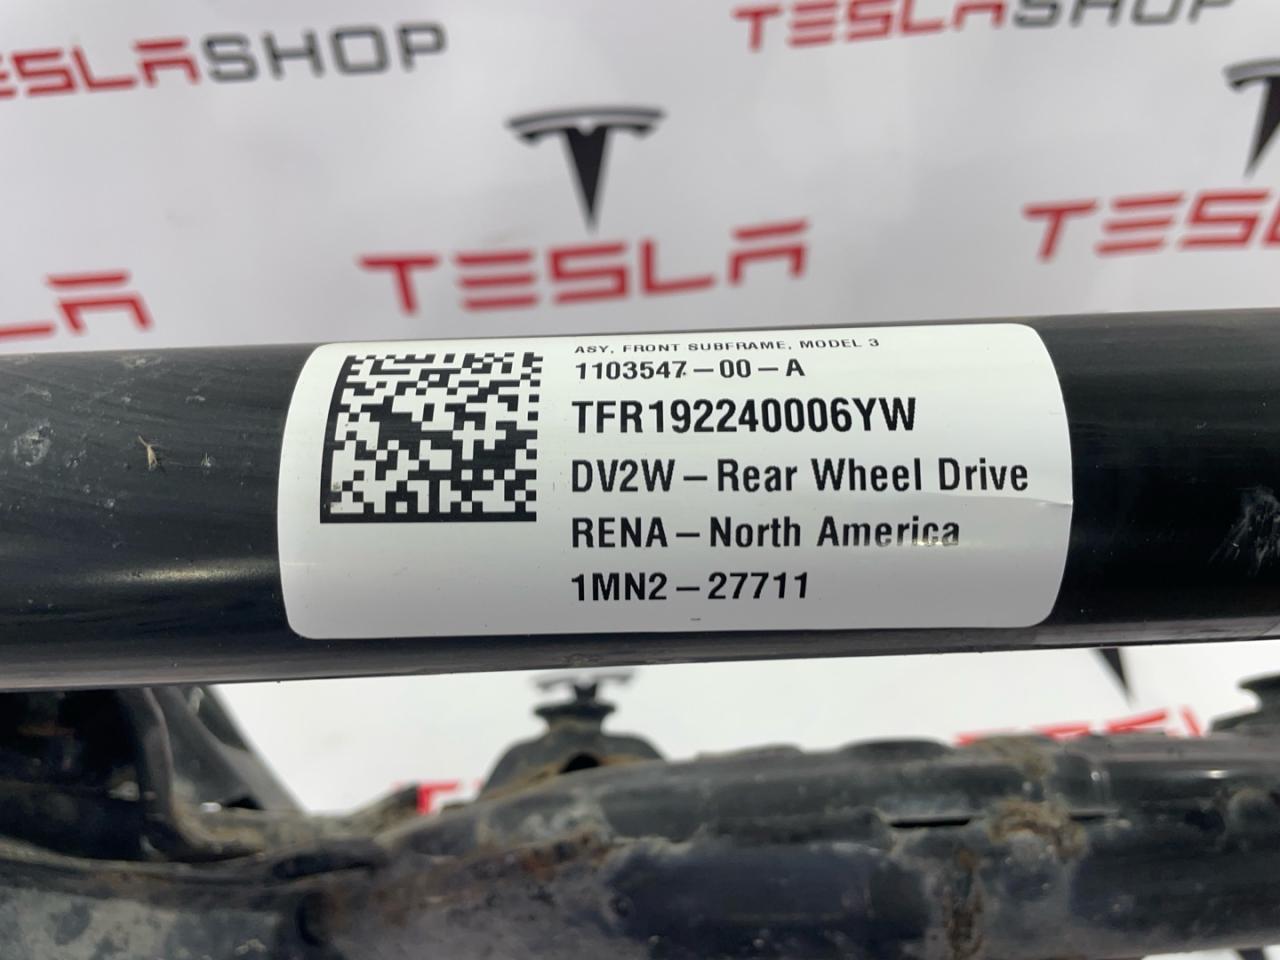 TESLASHOP
TESLASHOP
TESLA
TESLA
ASY, FRONT SUBFRAME, MODEL 3
1103547-00-A
TFR192240006YW
DV2W-Rear Wheel Drive
RENA-North America
1MN2-27711